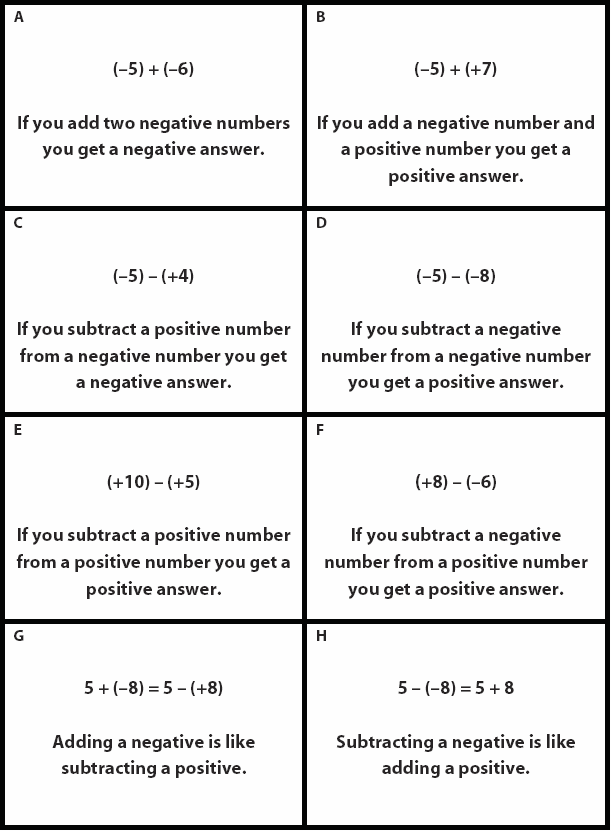 A
(–5) + (–6)
If you add two negative numbers
you get a negative answer.
B
(–5) + (+7)
If you add a negative number and
a positive number you get a
positive answer.
C
(–5) – (+4)
If you subtract a positive number
from a negative number you get
a negative answer.
D
(–5) – (–8)
If you subtract a negative
number from a negative number
you get a positive answer.
E
(+10) – (+5)
If you subtract a positive number
from a positive number you get a
positive answer.
F
(+8) – (–6)
If you subtract a negative
number from a positive number
you get a positive answer.
G
5 + (–8) = 5 – (+8)
Adding a negative is like
subtracting a positive.
H
5 – (–8) = 5 + 8
Subtracting a negative is like
adding a positive.